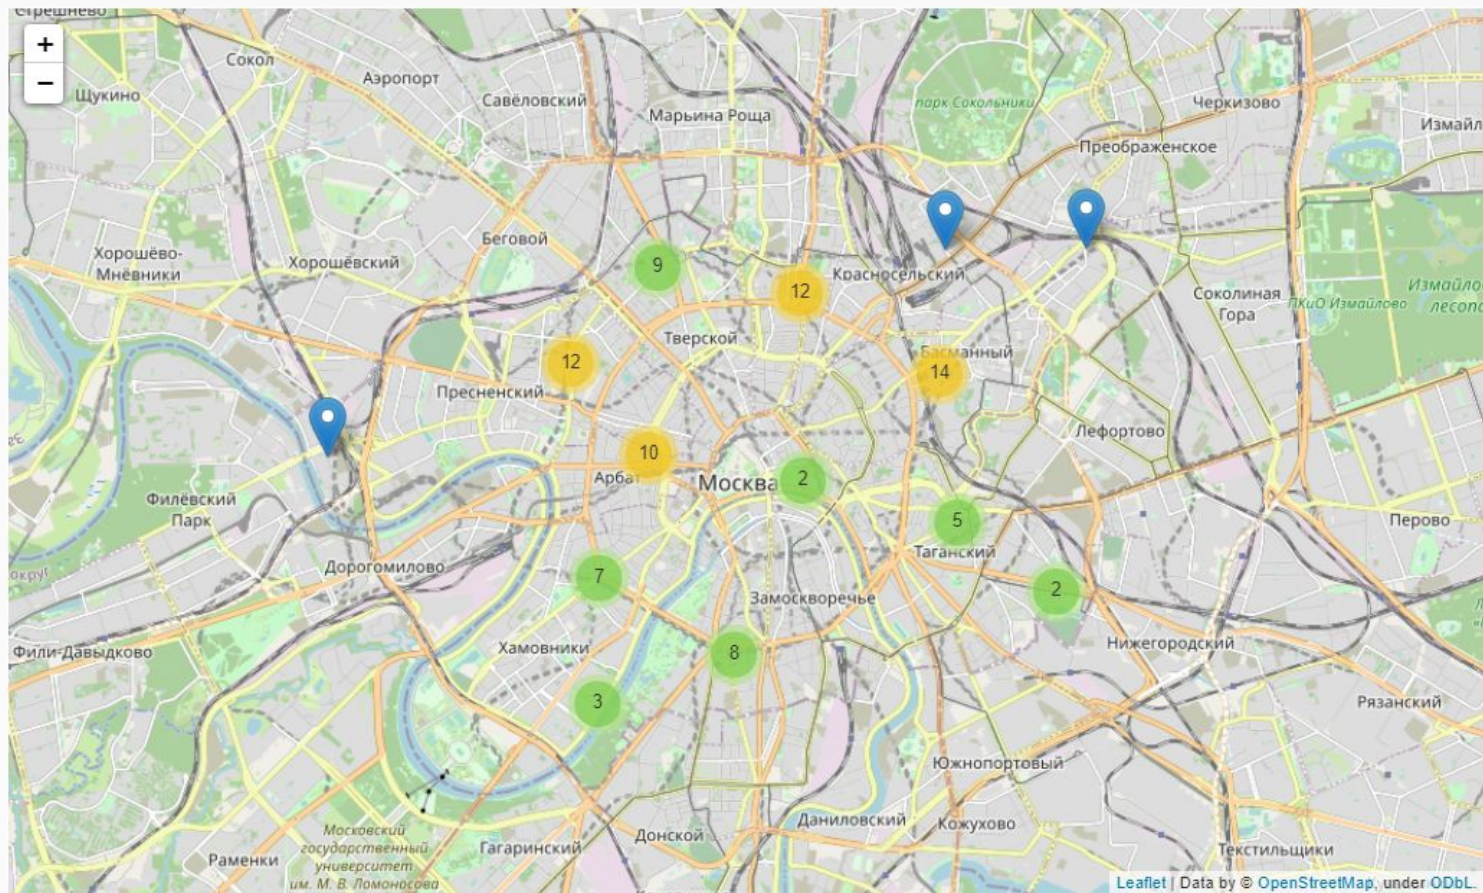 Стрешнево
+
−
Сокол
Аэропорт
Щукино
Савёловский
Марьина Роща
парк Сокольники
Черкизово
Преображенское
Беговой
Хорошёво-
Мнёвники
Хорошёвский
9
Красносельский
12
Соколиная
Гора
ПКиО Измайлово
Тверской
12
Басманный
14
Пресненский
Лефортово
10
Арбат
Москва
2
Филёвский
Парк
5
Перово
Таганский
Дорогомилово
7
2
округ
Замоскворечье
Хамовники
Фили-Давыдково
8
Нижегородский
3
Рязанский
Южнопортовый
Московский
государственный
университет
им. М. В. Ломоносова
Раменки
Гагаринский
Донской
Даниловский
Кожухово
Текстильщики
Leaflet | Data by © OpenStreetMap, under ODbL.